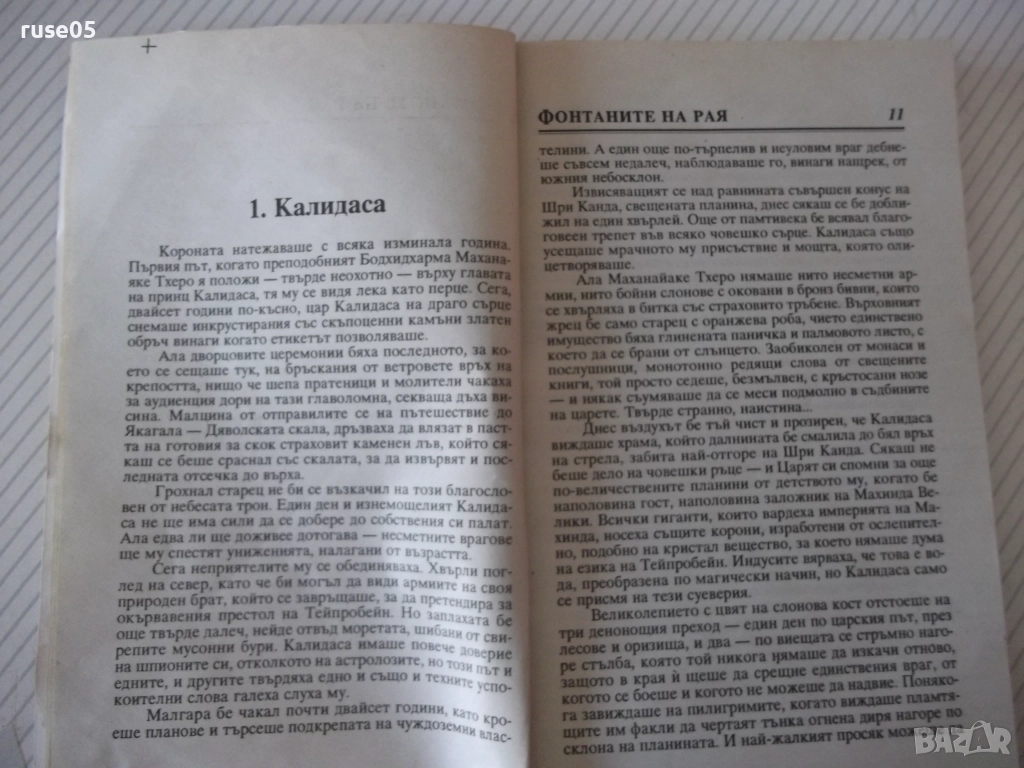 ruse05
1. Калидаса
Короната натежаваше с всяка изминала година.
Първия път, когато преподобният Бодхидхарма Махана-
яке Тхеро я положи — твърде неохотно — върху главата
на принц Калидаса, тя му се видя лека като перце. Сега,
двайсет години по-късно, цар Калидаса на драго сърце
снемаше инкрустирания със скъпоценни камъни златен
обръч винаги когато етикетът позволяваше.
Ала дворцовите церемонии бяха последното, за ко-
ето се сещаше тук, на брулскания от ветровете връх на
крепостта, нищо че шепа пратеници и молители чакаха
за аудиенция дори на тази главоломна, секваща дъха ви-
сина. Малцина от отправилите се на пътешествие до
Якагала — Дяволската скала, дръзваха да влязат в паст-
та на готовия за скок страховит каменен лъв, който ся-
каш се беше сраснал със скалата, за да извървят и пос-
ледната отсечка до върха.
Грохнал старец не би се възкачил на този благосло-
вен от небесата трон. Един ден и изнемощелият Калида-
са не ще има сили да се добере до собствения си палат.
Ала едва ли ще доживее дотогава — несметните врагове
ще му спестят униженията, налагани от възрастта.
Сега неприятелите му се обединяваха. Хвърли пог-
лед на север, като че би могъл да види армиите на своя
природен брат, който се завръщаше, за да претендира за
окървавения престол на Тейпробейн. Но заплахата бе
още твърде далеч, нейде отвъд моретата, шибани от сви-
репите мусонни бури. Калидаса имаше повече доверие
на шпионите си, отколкото на астролозите, но този път и
едните, и другите твърдяха едно и също и техните успо-
коителни слова галеха слуха му.
Малгара бе чакал почти двайсет години, като кро-
еше планове и търсеше подкрепата на чуждоземни влас-
ФОНТАНИТЕ НА РАЯ 11
телини. А един още по-търпелив и неуловим враг дебне-
ше съвсем недалеч, наблюдаваше го, винаги нащрек, от
южния небосклон.
Извисяващият се над равнината съвършен конус на
Шри Канда, свещената планина, днес сякаш се бе доближ-
жил на един хвърлей. Още от памтивека бе всявал благо-
говеен трепет във всяко човешко сърце. Калидаса също
усещаше мрачното му присъствие и мощта, която оли-
цетворяваше.
Ала Маханайаке Тхеро нямаше нито несметни ар-
мии, нито бойни слонове с оковани в бронз бивни, които
се хвърляха в битка със страховито тръбене. Върховният
жрец бе само старец с оранжева роба, чието единствено
имущество бяха глинената паничка и палмовото листо, с
което да се брани от слънцето. Заобиколен от монаси и
послушници, монотонно редящи слова от свещените
книги, той просто седеше, безмълвен, с кръстосани нозе
— и някак съумяваше да се меси подмолно в съдбините
на царете. Твърде странно, наистина...
Днес въздухът бе тъй чист и прозирен, че Калидаса
виждаше храма, който далнината бе смалила до бял връх
на стрела, забита най-отгоре на Шри Канда. Сякаш не
беше дело на човешки ръце — и Царят си спомни за още
по-величествените планини от детството му, когато бе
наполовина гост, наполовина заложник на Махинда Ве-
лики. Всички гиганти, които вардеха империята на Ма-
хинда, носеха същите корони, изработени от ослепител-
но, подобно на кристал вещество, за което нямаше дума
на езика на Тейпробейн. Индусите вярваха, че това е во-
да, преобразена по магически начин, но Калидаса само
се присмя на тези суеверия.
Великолепието с цвят на слонова кост отстоеше на
три денонощия преход — един ден по царския път, през
лесове и оризища, и два — по виещата се стръмно наго-
ре стълба, която той никога нямаше да изкачи отново,
защото в края ѝ щеше да срещне единствения враг, от
когото се боеше и когото не можеше да надвие. Поняко-
га завиждаше на пилигримите, когато виждаше пламтя-
щите им факли да чертаят тънка огнена диря нагоре по
склона на планината. И най-жалкият просяк
BAZAR